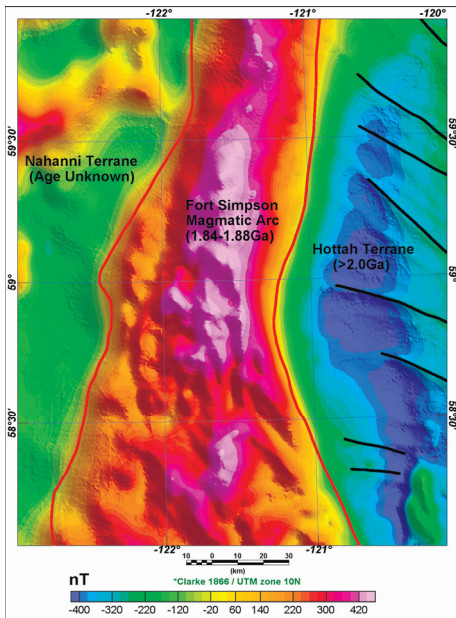 -122° -121° -120°
59°30'
59°30'
Nahanni Terrane
(Age Unknown)
Fort Simpson
Magmatic Arc
(1.84-1.88Ga)
Hottah Terrane
(>2.0Ga)
59°
59°
58°30'
58°30'
-122° -121°
10 0 10 20 30
(km)
nT
*Clarke 1866 / UTM zone 10N
-400 -320 -220 -120 -20 60 140 220 300 420